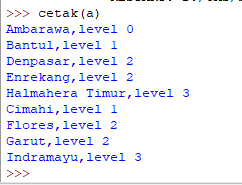 >>> cetak(a)
Ambarawa,level 0
Bantul,level 1
Denpasar,level 2
Enrekang,level 2
Halmahera Timur,level 3
Cimahi,level 1
Flores,level 2
Garut,level 2
Indramayu,level 3
>>>